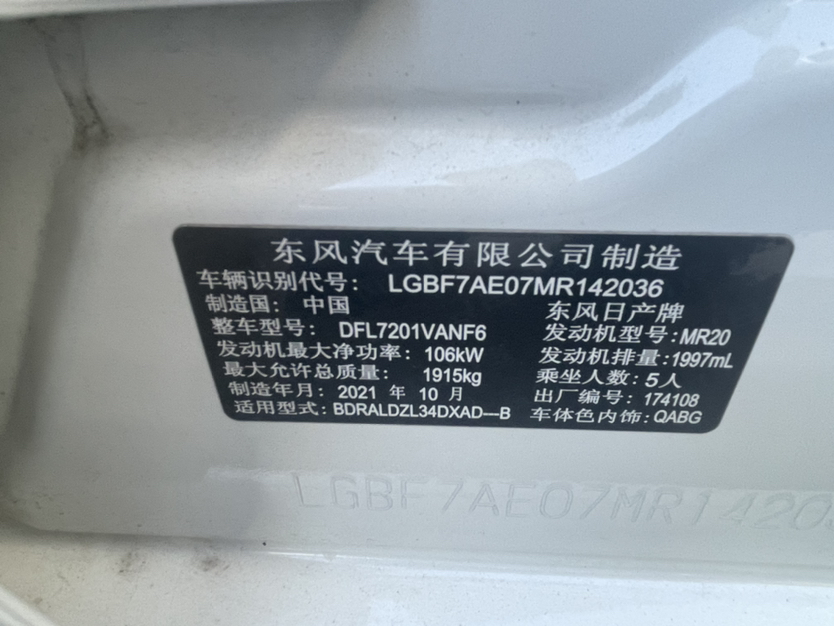 东风汽车有限公司制造
车辆识别代号： LGBF7AE07MR142036
制造国： 中国 东风日产牌
整车型号： DFL7201VANF6 发动机型号：MR20
发动机最大净功率： 106kW 发动机排量：1997mL
最大允许总质量： 1915kg 乘坐人数：5人
制造年月：2021 年 10 月 出厂编号： 174108
适用型式：BDRALDZL34DXAD—B 车体色内饰：QABG
LGBF7AE07MR1420